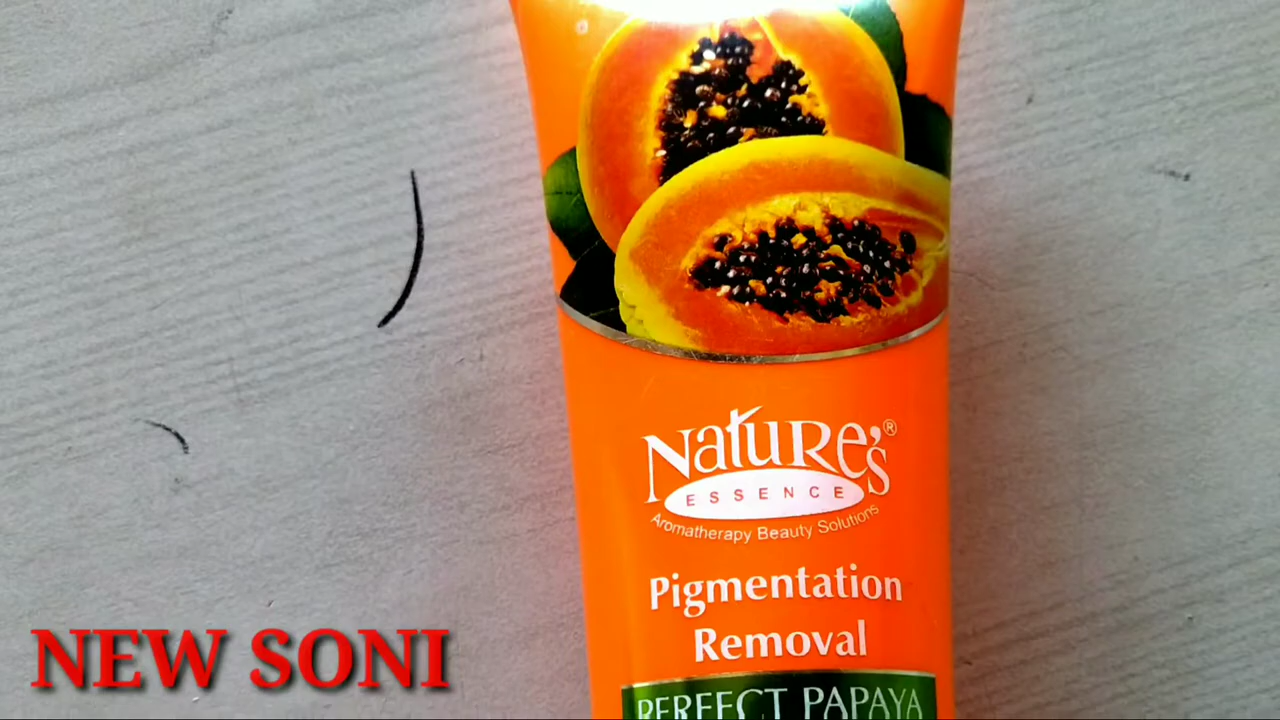 NATURE'S®
ESSENCE
Aromatherapy Beauty Solutions
Pigmentation
Removal
PERFECT PAPAYA
NEW SONI